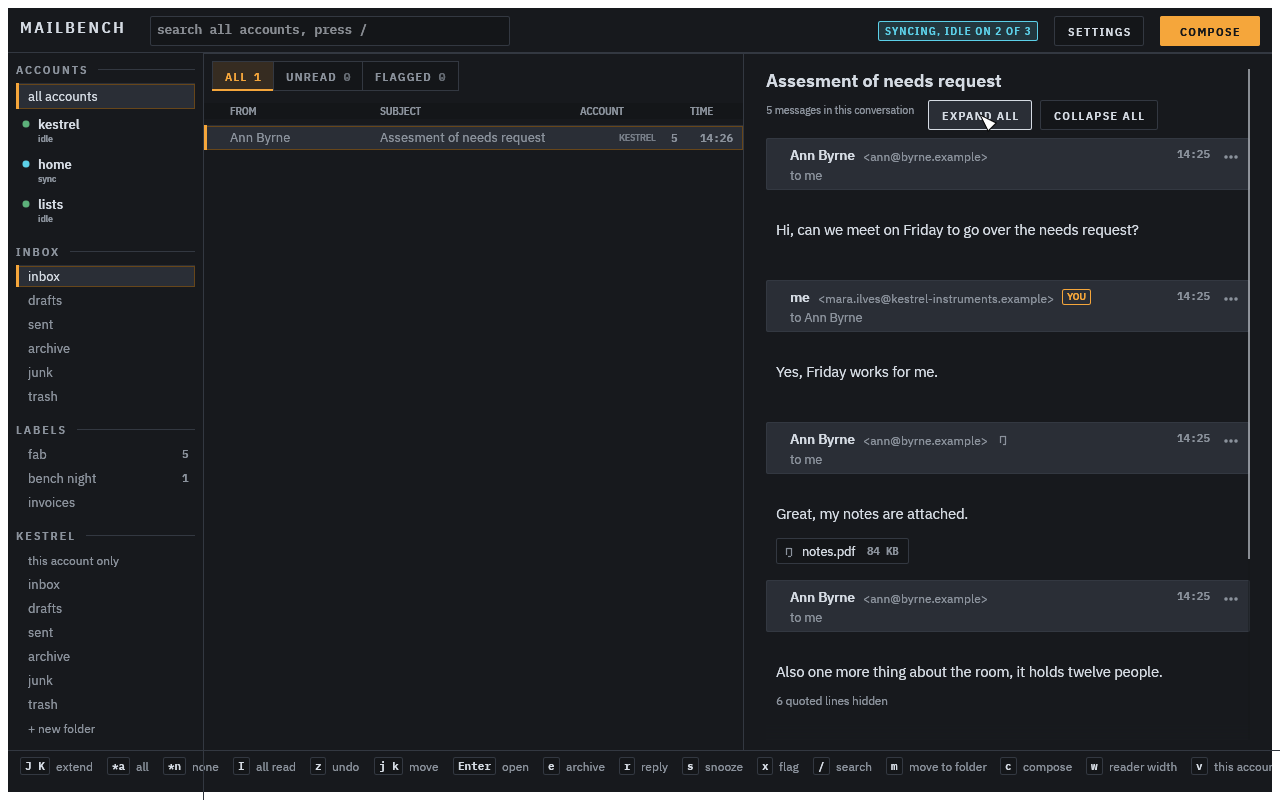 MAILBENCH
search all accounts, press /
SYNCING, IDLE ON 2 OF 3
SETTINGS
COMPOSE
ACCOUNTS
all accounts
kestrel
idle
home
sync
lists
idle
INBOX
inbox
drafts
sent
archive
junk
trash
LABELS
fab 5
bench night 1
invoices
KESTREL
this account only
inbox
drafts
sent
archive
junk
trash
+ new folder
ALL 1 UNREAD 0 FLAGGED 0
FROM SUBJECT ACCOUNT TIME
Ann Byrne Assesment of needs request KESTREL 5 14:26
Assesment of needs request
5 messages in this conversation
EXPAND ALL
COLLAPSE ALL
Ann Byrne <ann@byrne.example> 14:25
to me
Hi, can we meet on Friday to go over the needs request?
me <mara.ilves@kestrel-instruments.example> YOU 14:25
to Ann Byrne
Yes, Friday works for me.
Ann Byrne <ann@byrne.example> 14:25
to me
Great, my notes are attached.
notes.pdf 84 KB
Ann Byrne <ann@byrne.example> 14:25
to me
Also one more thing about the room, it holds twelve people.
6 quoted lines hidden
J K extend *a all *n none I all read z undo j k move Enter open e archive r reply s snooze x flag / search m move to folder c compose w reader width v this accoun